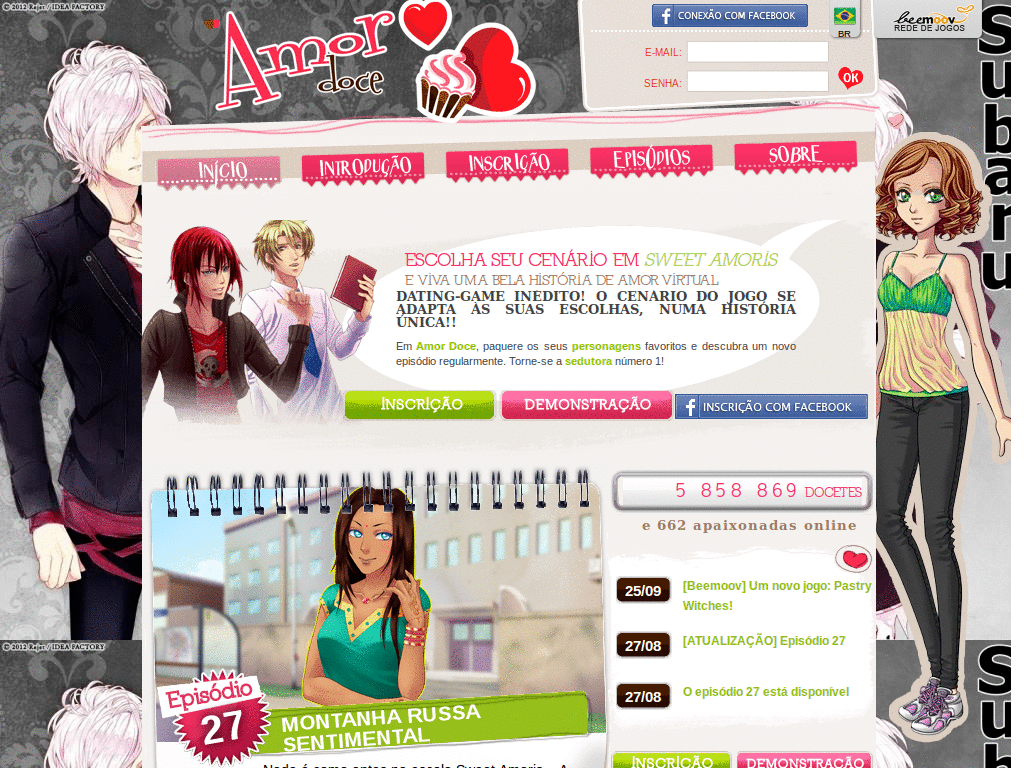 © 2012 Rejet / IDEA FACTORY
Amor
doce
CONEXÃO COM FACEBOOK
BR
beemoov
REDE DE JOGOS
E-MAIL:
SENHA:
OK
INÍCIO
INTRODUÇÃO
INSCRIÇÃO
EPISÓDIOS
SOBRE
Subaru
ESCOLHA SEU CENÁRIO EM SWEET AMORIS
E VIVA UMA BELA HISTÓRIA DE AMOR VIRTUAL
DATING-GAME INEDITO! O CENARIO DO JOGO SE
ADAPTA ÀS SUAS ESCOLHAS, NUMA HISTÓRIA
ÚNICA!!
Em Amor Doce, paquere os seus personagens favoritos e descubra um novo
episódio regularmente. Torne-se a sedutora número 1!
INSCRIÇÃO
DEMONSTRAÇÃO
INSCRIÇÃO COM FACEBOOK
5 858 869 DOCETES
e 662 apaixonadas online
25/09
[Beemoov] Um novo jogo: Pastry
Witches!
27/08
[ATUALIZAÇÃO] Episódio 27
27/08
O episódio 27 está disponível
© 2012 Rejet / IDEA FACTORY
Episódio
27
MONTANHA RUSSA
SENTIMENTAL
INSCRIÇÃO
DEMONSTRAÇÃO
Su